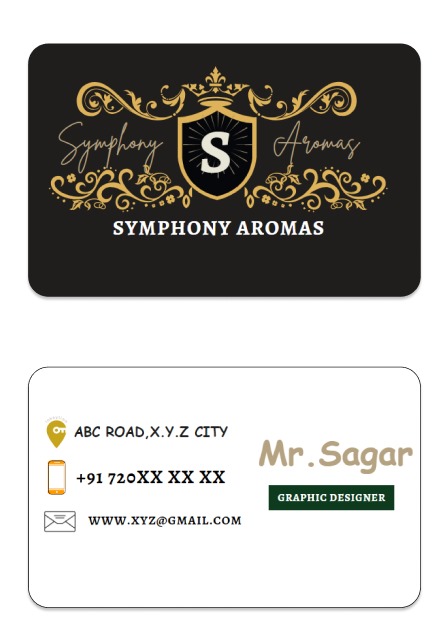 Symphony Aromas
S
SYMPHONY AROMAS
ABC ROAD,X.Y.Z CITY
Mr.Sagar
+91 720XX XX XX
GRAPHIC DESIGNER
WWW.XYZ@GMAIL.COM